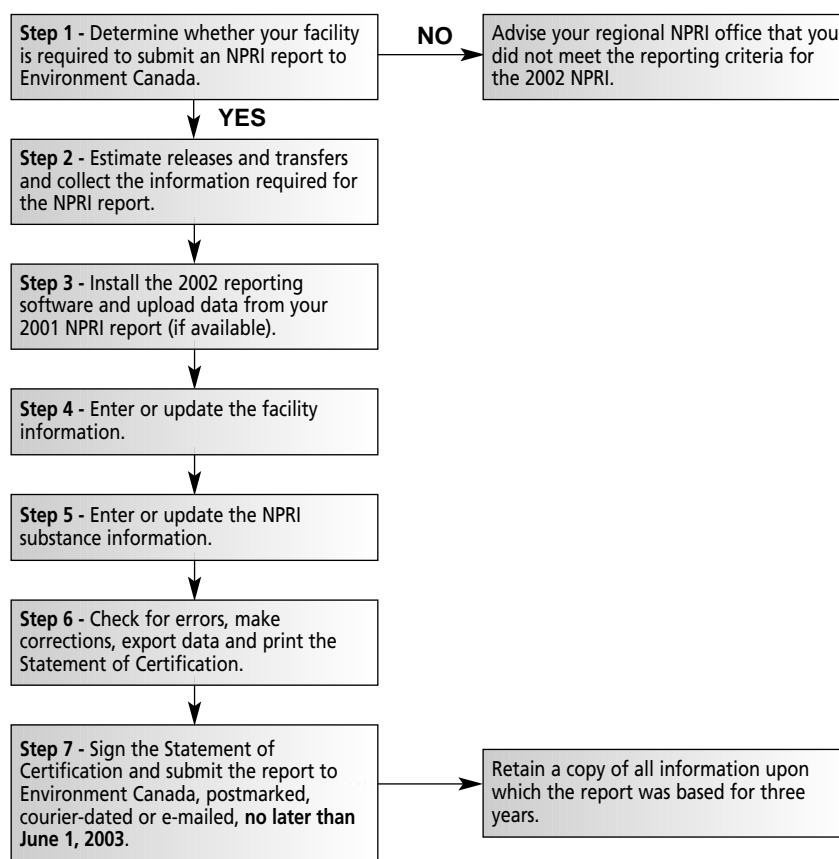 Step 1 - Determine whether your facility
is required to submit an NPRI report to
Environment Canada.
NO
Advise your regional NPRI office that you
did not meet the reporting criteria for
the 2002 NPRI.
YES
Step 2 - Estimate releases and transfers
and collect the information required for
the NPRI report.
Step 3 - Install the 2002 reporting
software and upload data from your
2001 NPRI report (if available).
Step 4 - Enter or update the facility
information.
Step 5 - Enter or update the NPRI
substance information.
Step 6 - Check for errors, make
corrections, export data and print the
Statement of Certification.
Step 7 - Sign the Statement of
Certification and submit the report to
Environment Canada, postmarked,
courier-dated or e-mailed, no later than
June 1, 2003.
Retain a copy of all information upon
which the report was based for three
years.